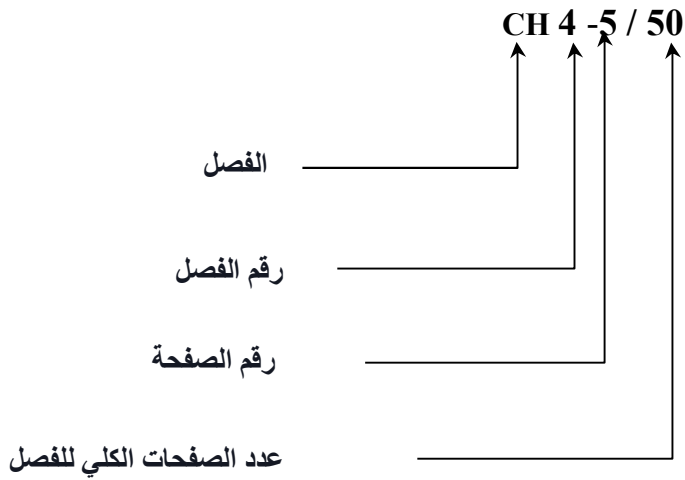 CH 4 -5 / 50
الفصل
رقم الفصل
رقم الصفحة
عدد الصفحات الكلي للفصل